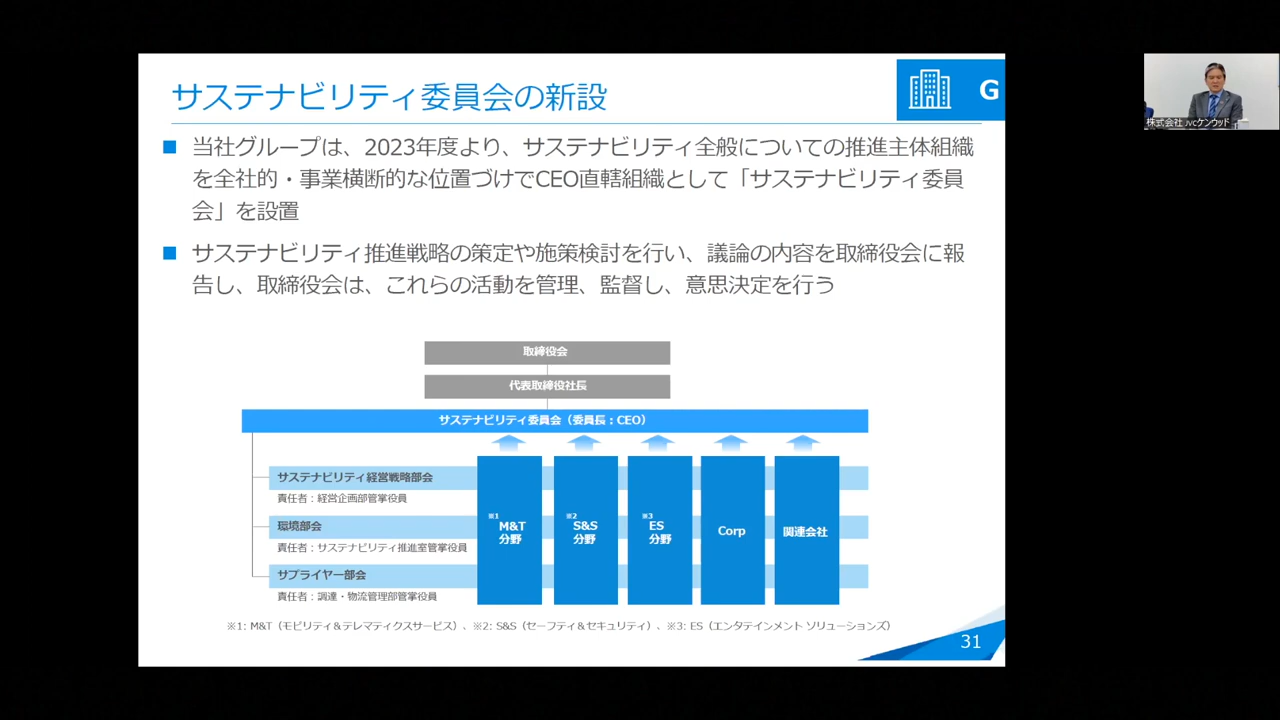 サステナビリティ委員会の新設
G
株式会社 JVCケンウッド
■ 当社グループは、2023年度より、サステナビリティ全般についての推進主体組織
を全社的・事業横断的な位置づけでCEO直轄組織として「サステナビリティ委員
会」を設置
■ サステナビリティ推進戦略の策定や施策検討を行い、議論の内容を取締役会に報
告し、取締役会は、これらの活動を管理、監督し、意思決定を行う
取締役会
代表取締役社長
サステナビリティ委員会（委員長：CEO）
サステナビリティ経営戦略部会
責任者：経営企画部管掌役員
環境部会
責任者：サステナビリティ推進室管掌役員
サプライヤー部会
責任者：調達・物流管理部管掌役員
※1
M&T
分野
※2
S&S
分野
※3
ES
分野
Corp
関連会社
※1: M&T（モビリティ＆テレマティクスサービス）、※2: S&S（セーフティ＆セキュリティ）、※3: ES（エンタテインメント ソリューションズ）
31